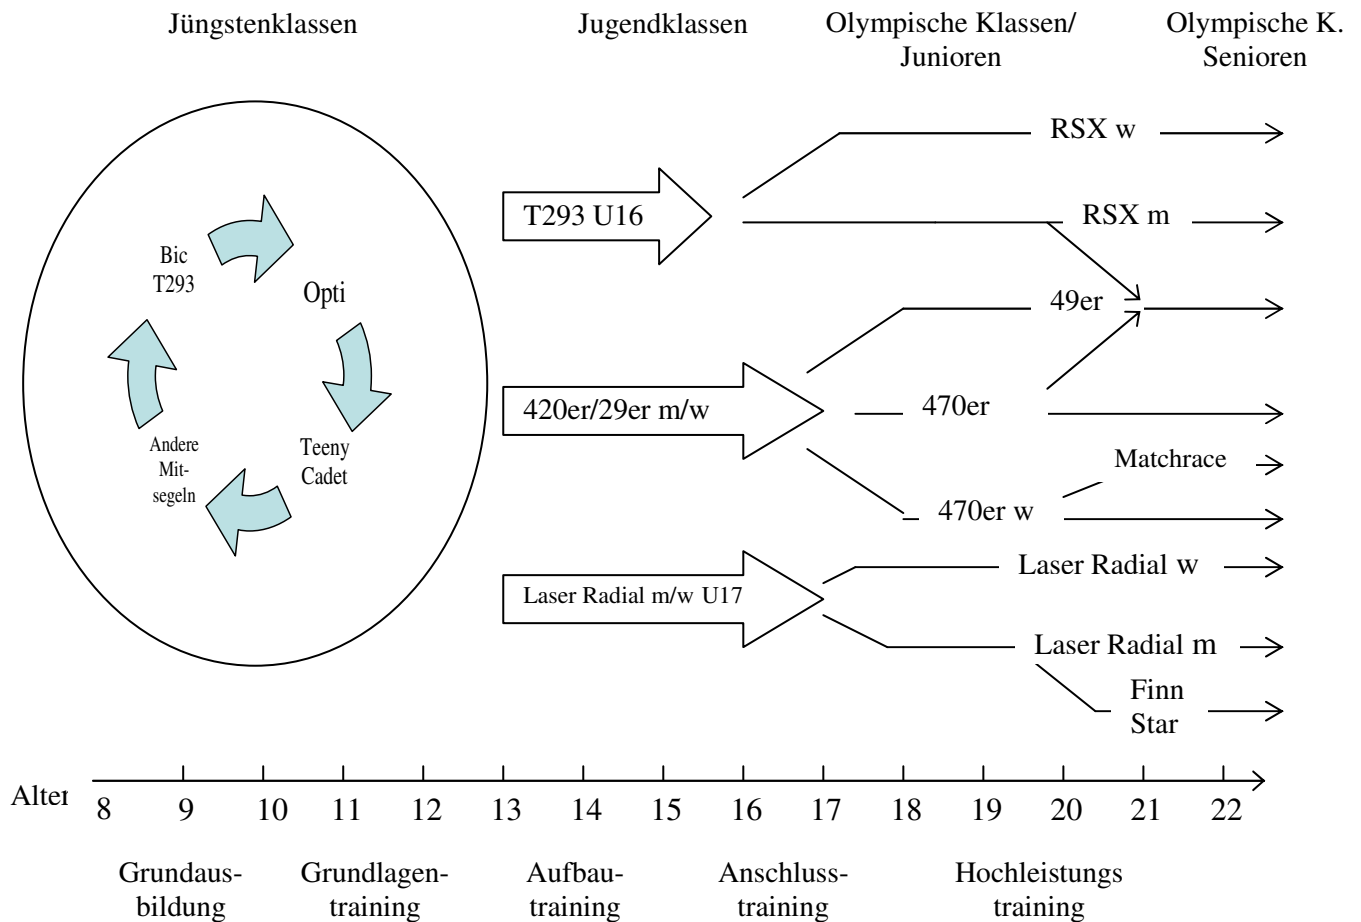 Jüngstenklassen
Jugendklassen
Olympische Klassen/
Junioren
Olympische K.
Senioren
RSX w
T293 U16
RSX m
Bic
T293
Opti
49er
420er/29er m/w
470er
Andere
Mit-
segeln
Teeny
Cadet
Matchrace
470er w
Laser Radial w
Laser Radial m/w U17
Laser Radial m
Finn
Star
Alter
8 9 10 11 12 13 14 15 16 17 18 19 20 21 22
Grundaus-
bildung
Grundlagen-
training
Aufbau-
training
Anschluss-
training
Hochleistungs
training